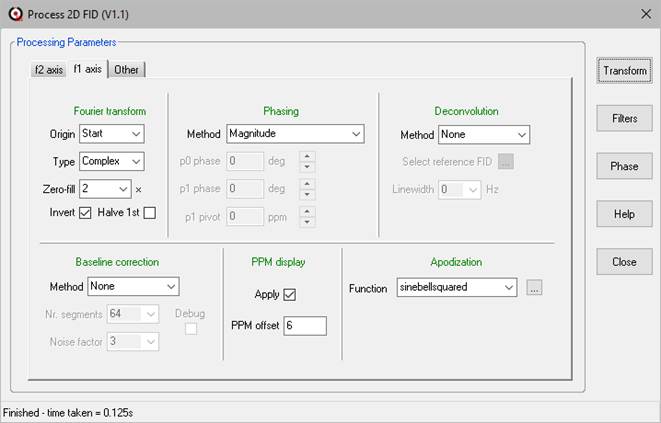 Process 2D FID (V1.1)
Processing Parameters
f2 axis f1 axis Other
Transform
Filters
Phase
Help
Close
Fourier transform
Origin Start
Type Complex
Zero-fill 2 ×
Invert Halve 1st
Phasing
Method Magnitude
p0 phase 0 deg
p1 phase 0 deg
p1 pivot 0 ppm
Deconvolution
Method None
Select reference FID ...
Linewidth 0 Hz
Baseline correction
Method None
Nr. segments 64 Debug
Noise factor 3
PPM display
Apply
PPM offset 6
Apodization
Function sinebellsquared ...
Finished - time taken = 0.125s